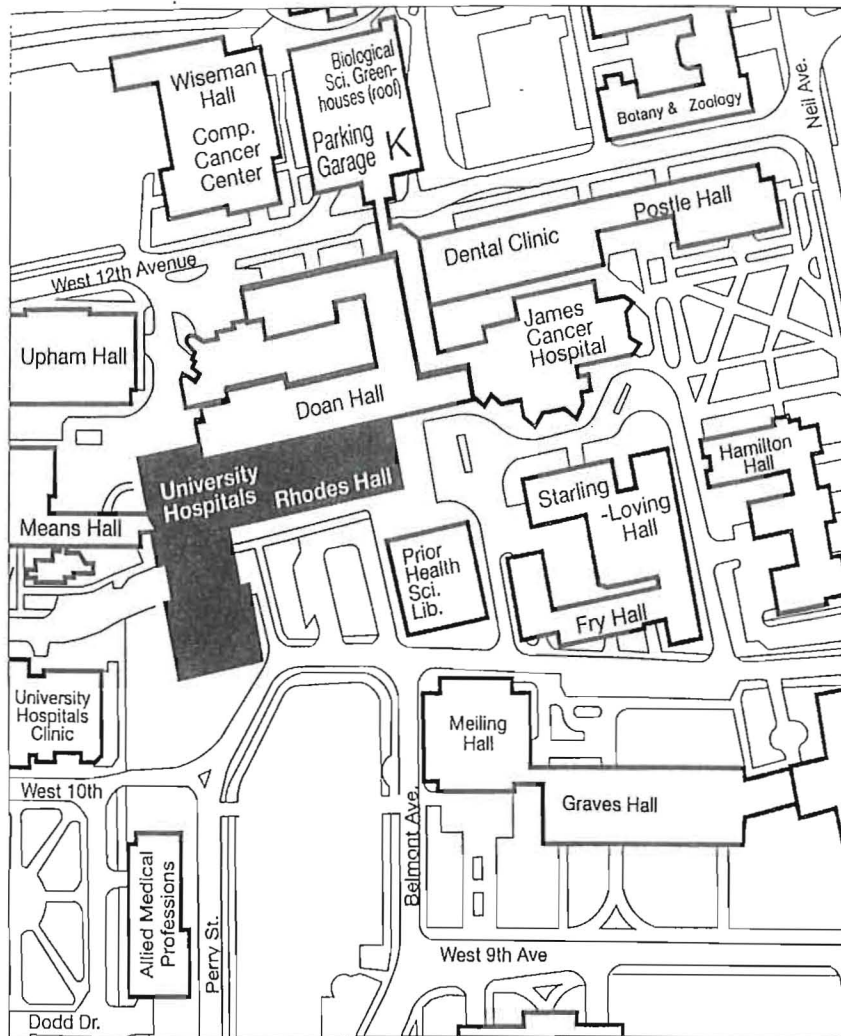 Wiseman
Hall
Comp.
Cancer
Center
Biological
Sci. Green-
houses (roof)
Parking
Garage K
Botany & Zoology
Neil Ave.
Dental Clinic
Postle Hall
West 12th Avenue
Upham Hall
James
Cancer
Hospital
Doan Hall
University
Hospitals
Rhodes Hall
Means Hall
Hamilton
Hall
Starling
-Loving
Hall
Prior
Health
Sci.
Lib.
Fry Hall
University
Hospitals
Clinic
Meiling
Hall
West 10th
Graves Hall
Belmont Ave.
Allied Medical
Professions
Perry St.
West 9th Ave
Dodd Dr.